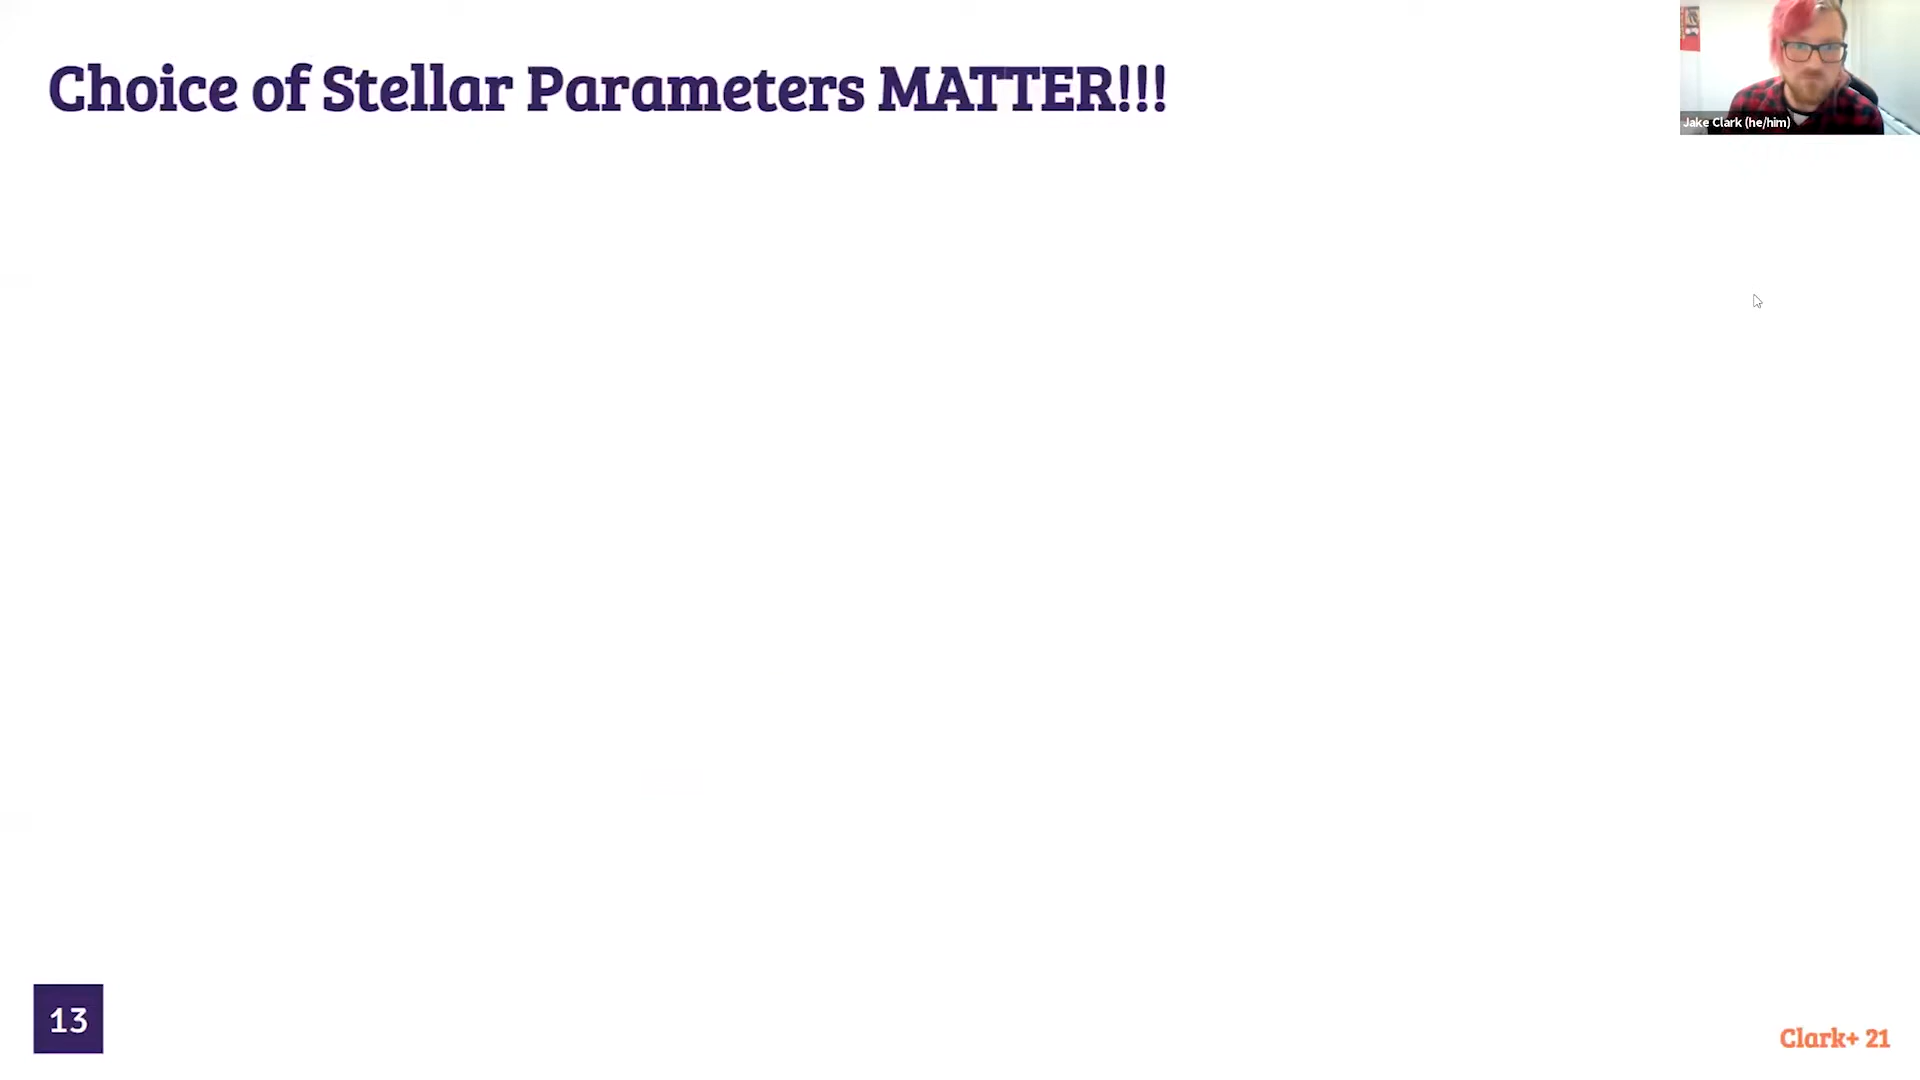 Choice of Stellar Parameters MATTER!!!
Jake Clark (he/him)
13
Clark+ 21